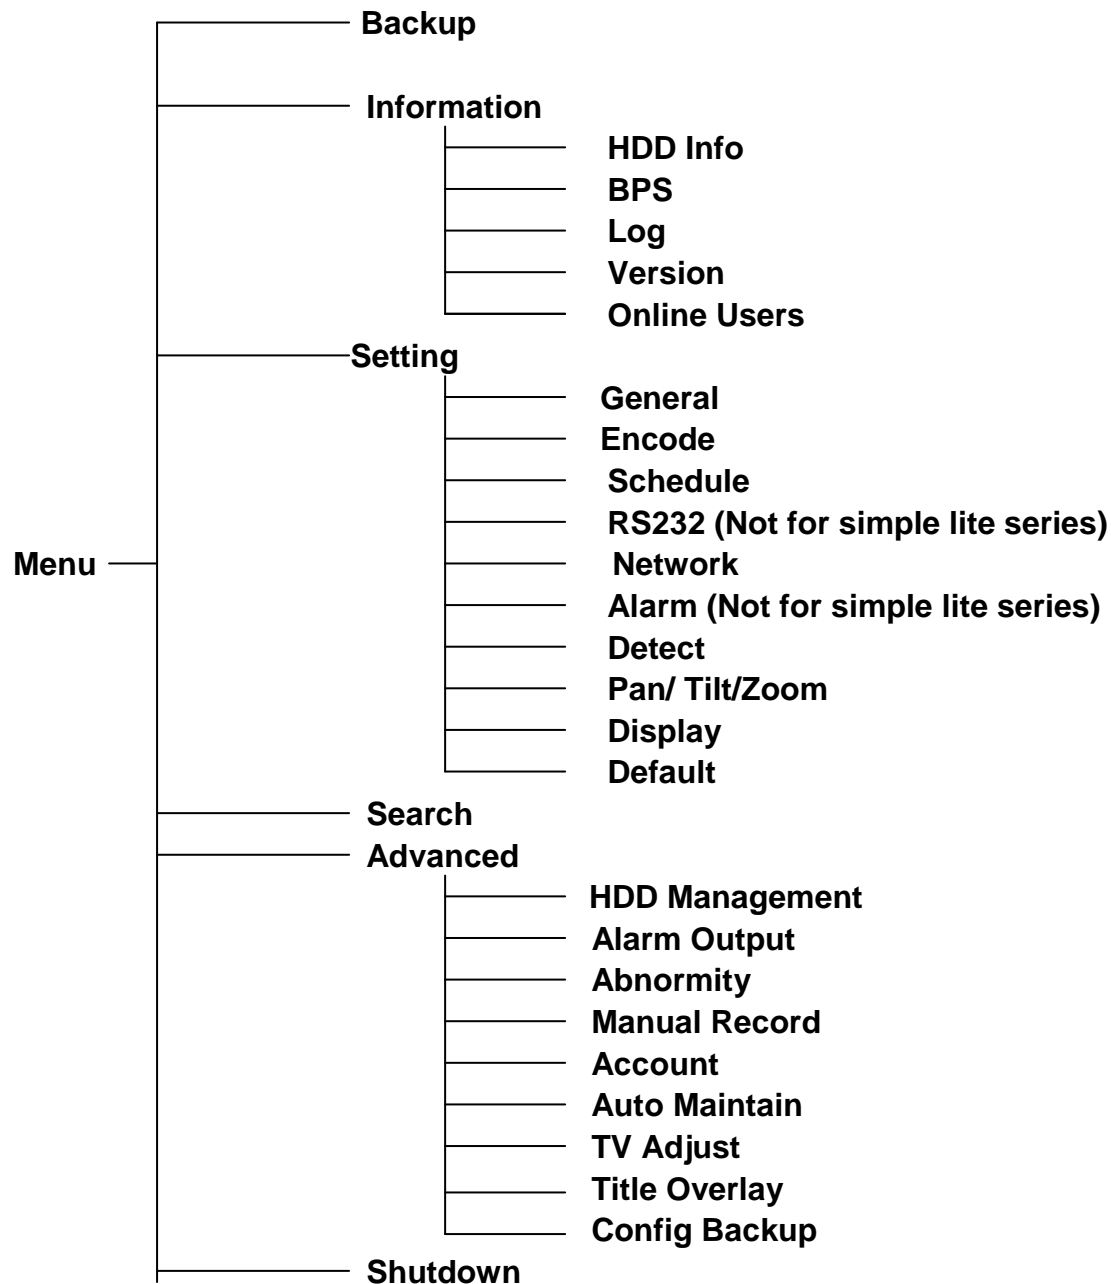 Backup
Information
HDD Info
BPS
Log
Version
Online Users
Setting
General
Encode
Schedule
RS232 (Not for simple lite series)
Menu
Network
Alarm (Not for simple lite series)
Detect
Pan/ Tilt/Zoom
Display
Default
Search
Advanced
HDD Management
Alarm Output
Abnormity
Manual Record
Account
Auto Maintain
TV Adjust
Title Overlay
Config Backup
Shutdown